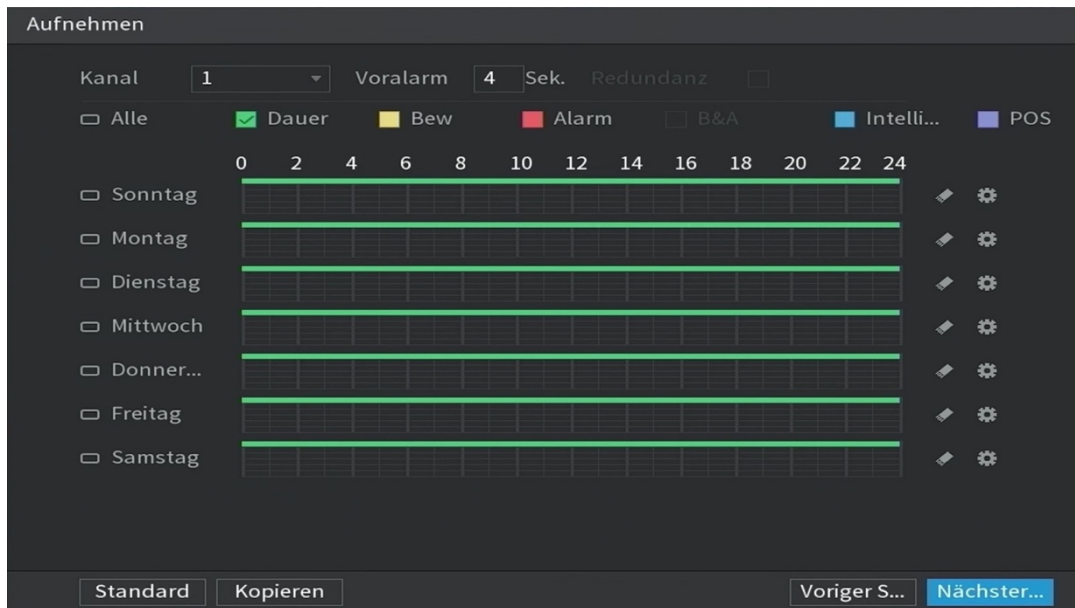 Aufnehmen
Kanal 1 Voralarm 4 Sek. Redundanz
Alle Dauer Bew Alarm B&A Intelli... POS
0 2 4 6 8 10 12 14 16 18 20 22 24
Sonntag
Montag
Dienstag
Mittwoch
Donner...
Freitag
Samstag
Standard Kopieren Voriger S... Nächster...